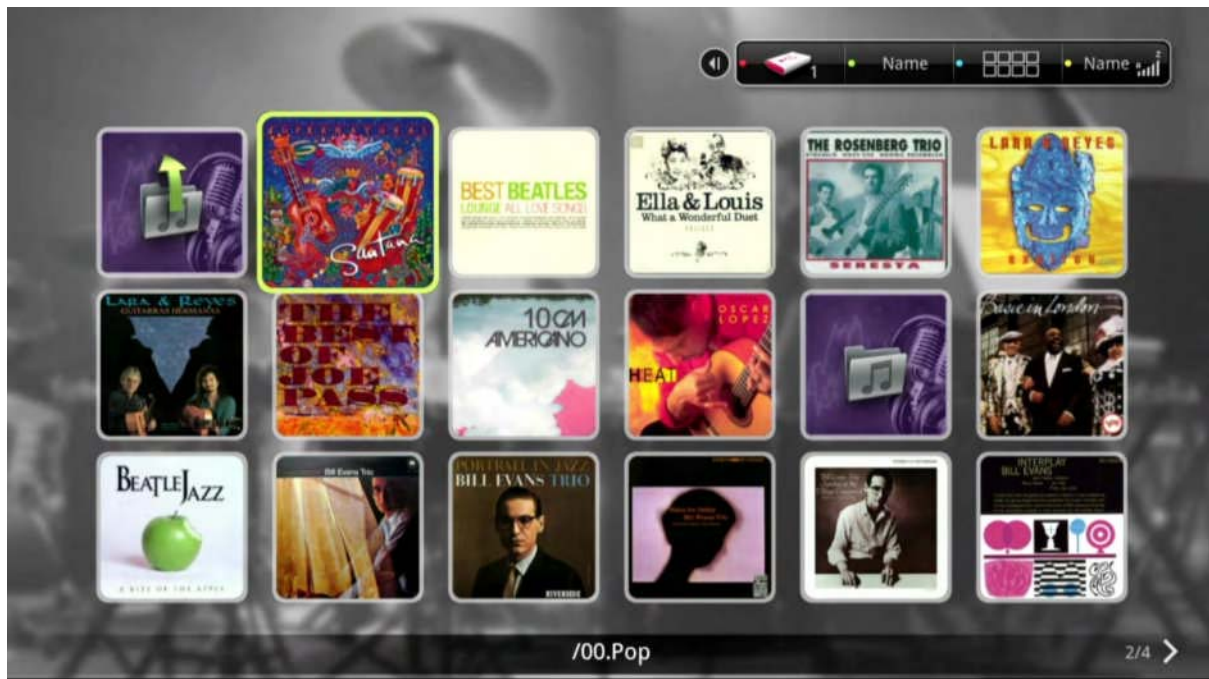 1
Name
Name
Santana
BEST BEATLES
LOUNGE ALL LOVE SONGS
Ella & Louis
What a Wonderful Duet
PROJECT
THE ROSENBERG TRIO
SERESTA
LARA & REYES
LARA & REYES
GUITARRAS HERMANAS
THE
BEST
OF
JOE
PASS
10 CM
AMERICANO
OSCAR
LOPEZ
HEAT
Basie in London
BEATLEJAZZ
A BITE OF THE APPLE
Bill Evans Trio
PORTRAIT IN JAZZ
BILL EVANS TRIO
RIVERSIDE
INTERPLAY
BILL EVANS
/00.Pop
2/4